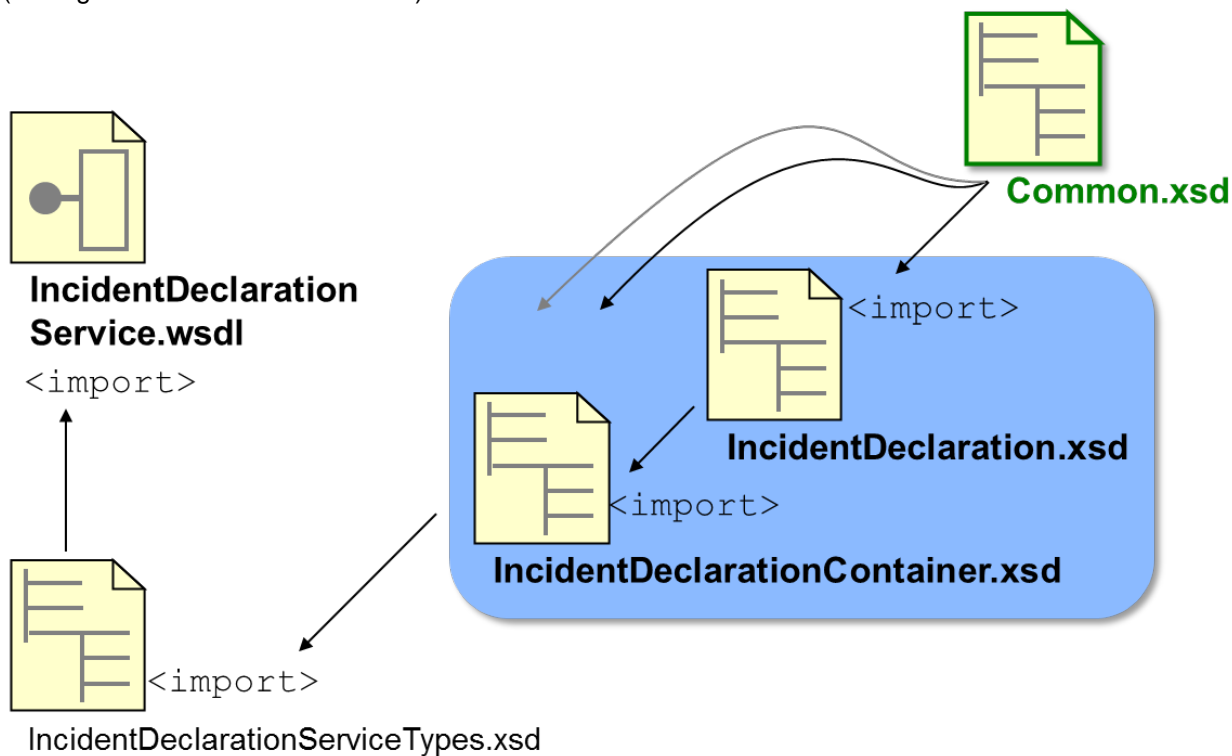 Common.xsd
IncidentDeclaration
Service.wsdl
<import>
<import>
IncidentDeclaration.xsd
<import>
IncidentDeclarationContainer.xsd
<import>
IncidentDeclarationServiceTypes.xsd